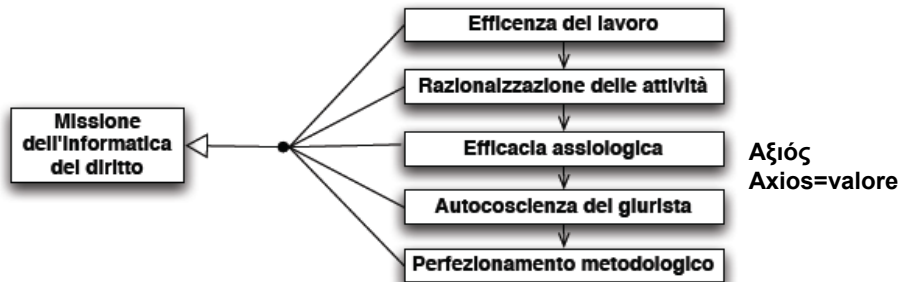 Efficenza del lavoro
Razionaizzazione delle attività
Missione
dell'informatica
del diritto
Efficacia assiologica
Αξιός
Axios=valore
Autocoscienza del giurista
Perfezionamento metodologico